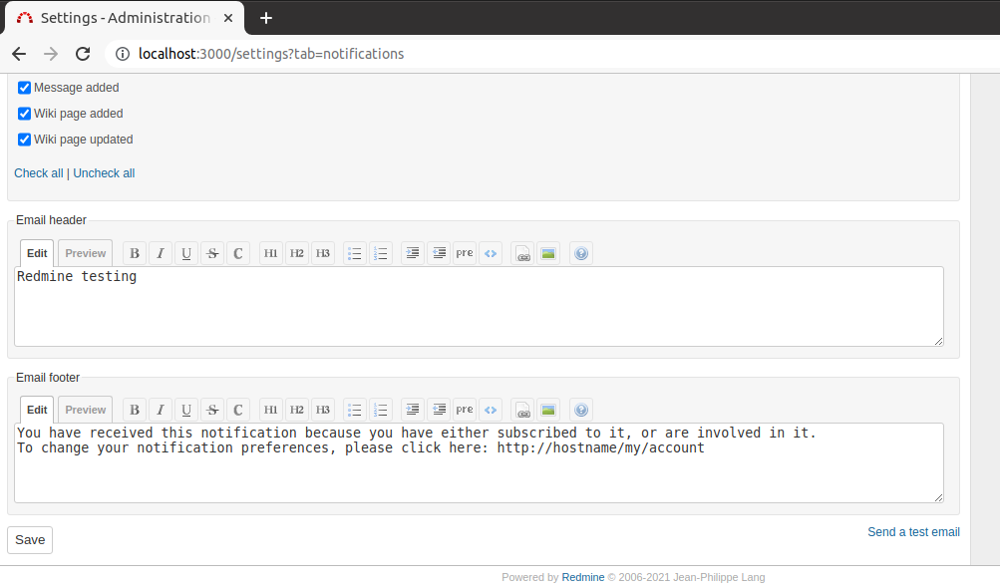 Settings - Administration
localhost:3000/settings?tab=notifications
Message added
Wiki page added
Wiki page updated
Check all | Uncheck all
Email header
Edit Preview B I U S C H1 H2 H3 pre <> ?
Redmine testing
Email footer
Edit Preview B I U S C H1 H2 H3 pre <> ?
You have received this notification because you have either subscribed to it, or are involved in it.
To change your notification preferences, please click here: http://hostname/my/account
Save
Send a test email
Powered by Redmine © 2006-2021 Jean-Philippe Lang